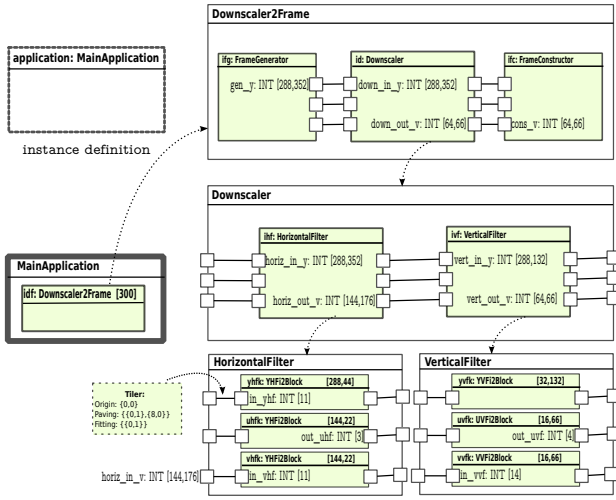 Downscaler2Frame
application: MainApplication
ifg: FrameGenerator
id: Downscaler
ifc: FrameConstructor
gen_y: INT [288,352]
down_in_y: INT [288,352]
down_out_v: INT [64,66]
cons_v: INT [64,66]
instance definition
Downscaler
ihf: HorizontalFilter
ivf: VerticalFilter
horiz_in_y: INT [288,352]
vert_in_y: INT [288,132]
horiz_out_v: INT [144,176]
vert_out_v: INT [64,66]
MainApplication
idf: Downscaler2Frame [300]
HorizontalFilter
VerticalFilter
yhfk: YHFi2Block [288,44]
yvfk: YVFi2Block [32,132]
in_yhf: INT [11]
Tiler:
Origin: {0,0}
Paving: {{0,1},{8,0}}
Fitting: {{0,1}}
uhfk: YHFi2Block [144,22]
uvfk: UVFi2Block [16,66]
out_uhf: INT [3]
out_uvf: INT [4]
vhfk: YHFi2Block [144,22]
vvfk: VVFi2Block [16,66]
horiz_in_v: INT [144,176]
in_yhf: INT [11]
in_vvf: INT [14]